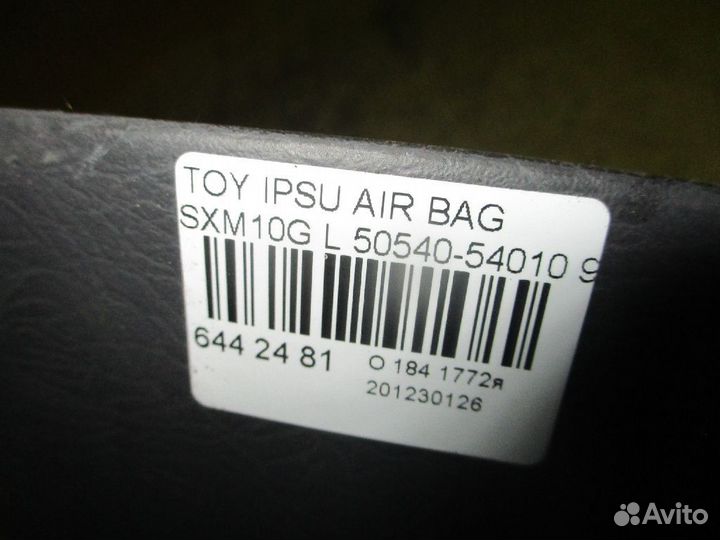 TOY IPSU AIR BAG
SXM10G L 50540-54010 9
644 24 81
О 184 1772я
201230126
Avito